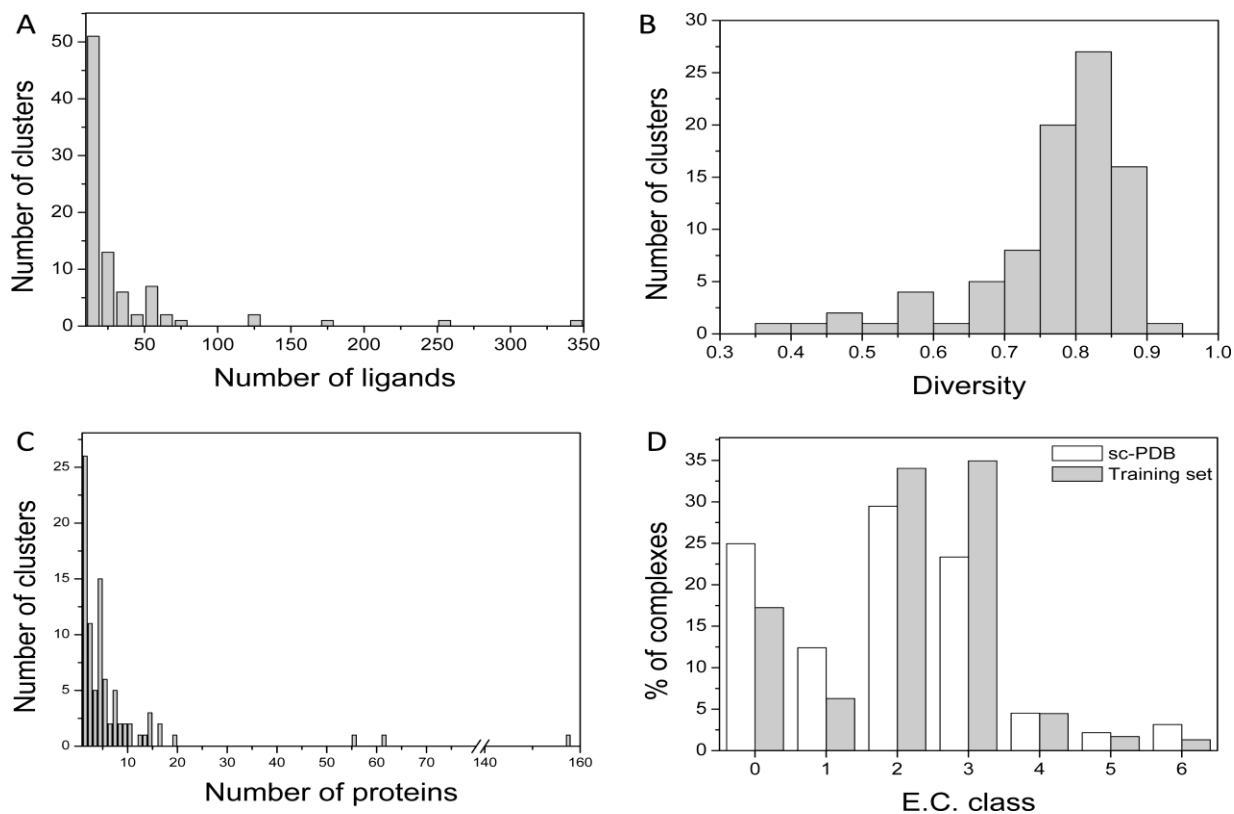 A
Number of clusters
50
40
30
20
10
0
50 100 150 200 250 300 350
Number of ligands
B
Number of clusters
30
25
20
15
10
5
0
0.3 0.4 0.5 0.6 0.7 0.8 0.9 1.0
Diversity
C
Number of clusters
25
20
15
10
5
0
10 20 30 40 50 60 70 140 160
Number of proteins
D
% of complexes
35
30
25
20
15
10
5
0
sc-PDB
Training set
0 1 2 3 4 5 6
E.C. class